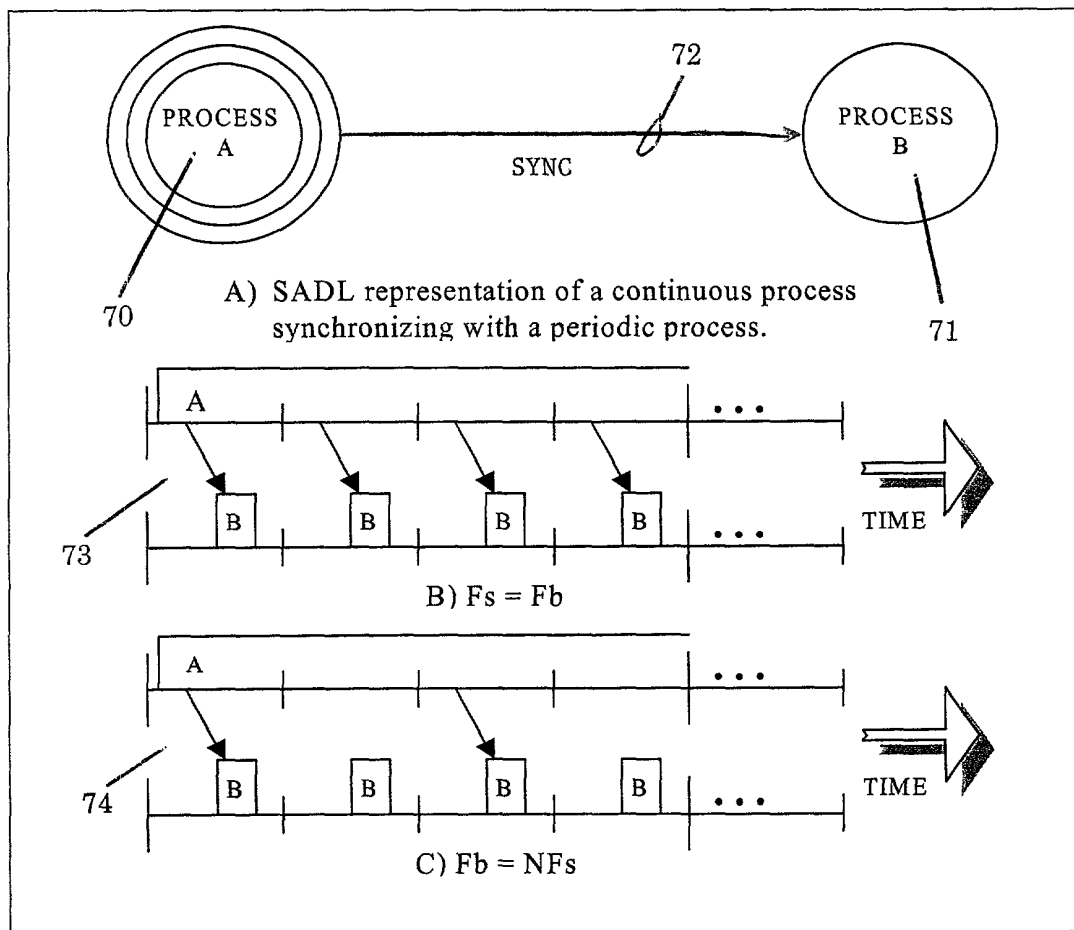 72
PROCESS
A
PROCESS
B
SYNC
70
A) SADL representation of a continuous process
synchronizing with a periodic process.
71
A
• • •
B
B
B
B
• • •
TIME
73
B) Fs = Fb
A
• • •
B
B
B
B
• • •
TIME
74
C) Fb = NFs